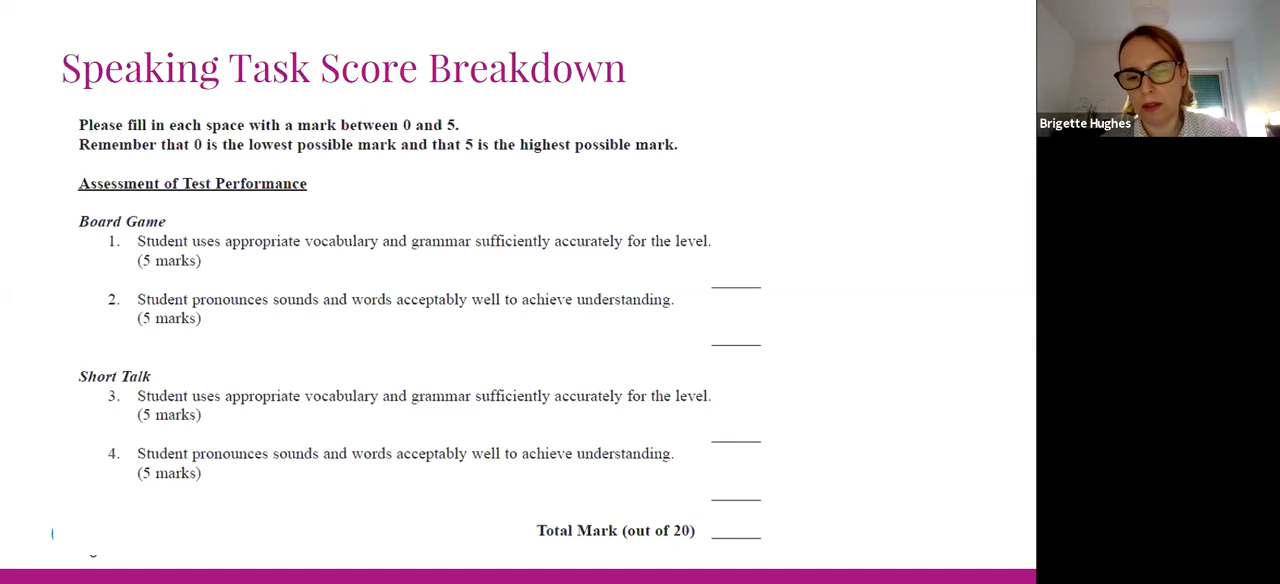 Speaking Task Score Breakdown
Please fill in each space with a mark between 0 and 5.
Remember that 0 is the lowest possible mark and that 5 is the highest possible mark.
Assessment of Test Performance
Board Game
1. Student uses appropriate vocabulary and grammar sufficiently accurately for the level.
(5 marks)
2. Student pronounces sounds and words acceptably well to achieve understanding.
(5 marks)
Short Talk
3. Student uses appropriate vocabulary and grammar sufficiently accurately for the level.
(5 marks)
4. Student pronounces sounds and words acceptably well to achieve understanding.
(5 marks)
Total Mark (out of 20)
Brigette Hughes